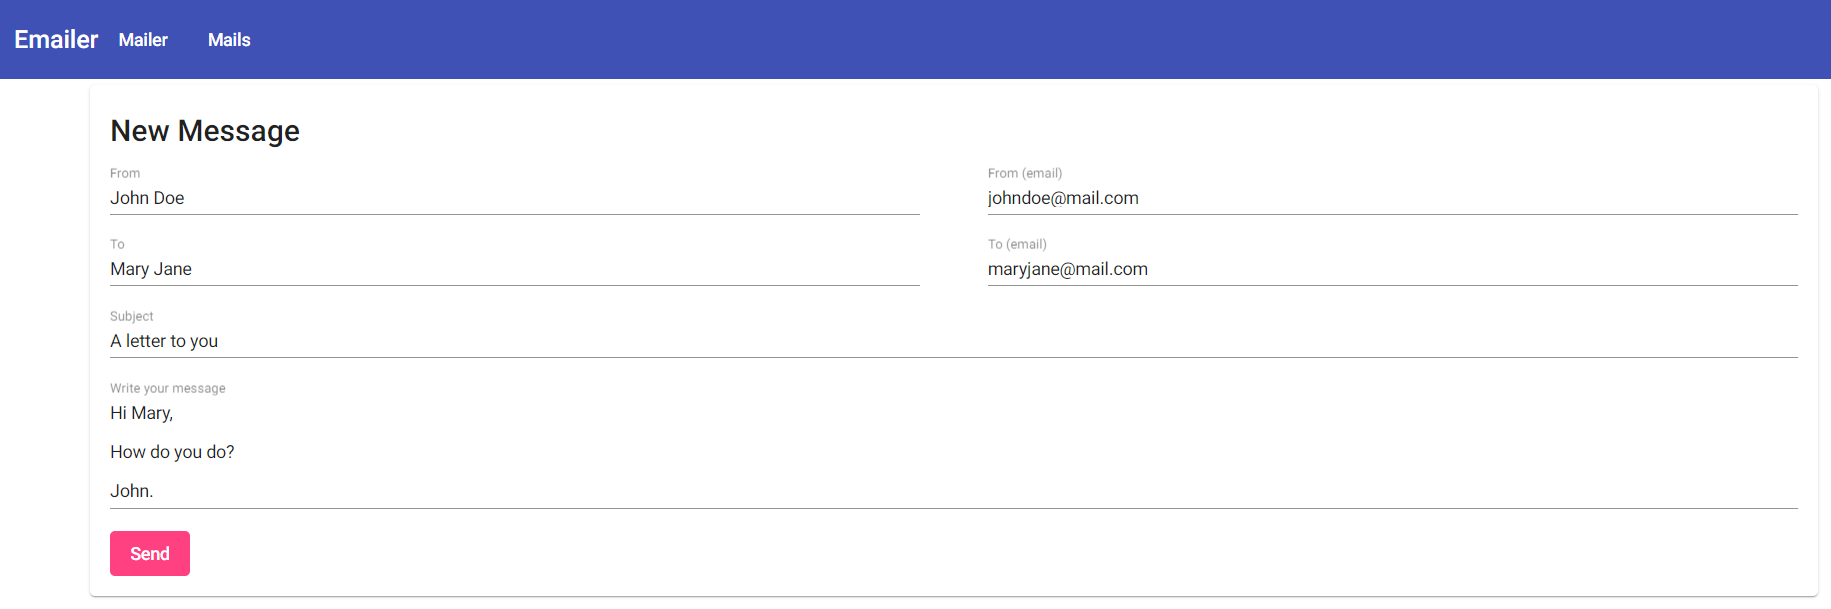 Emailer Mailer Mails
New Message
From From (email)
John Doe johndoe@mail.com
To To (email)
Mary Jane maryjane@mail.com
Subject
A letter to you
Write your message
Hi Mary,
How do you do?
John.
Send